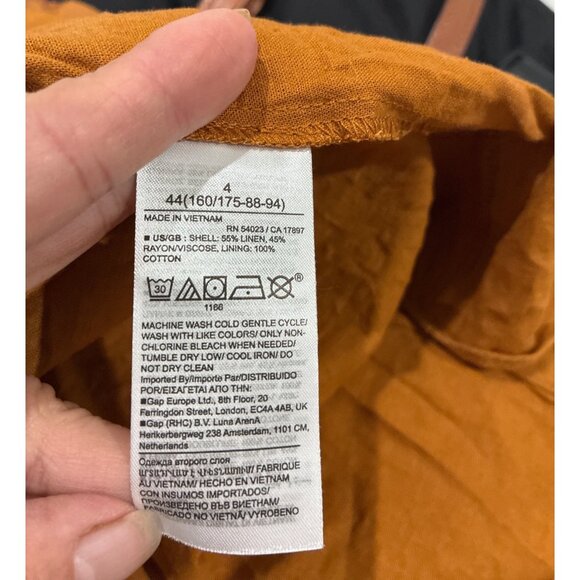 4
44(160/175-88-94)
MADE IN VIETNAM
RN 54023 / CA 17897
■ US/GB : SHELL: 55% LINEN, 45%
RAYON/VISCOSE, LINING: 100%
COTTON
30
®
1166
MACHINE WASH COLD GENTLE CYCLE/
WASH WITH LIKE COLORS/ ONLY NON-
CHLORINE BLEACH WHEN NEEDED/
TUMBLE DRY LOW/ COOL IRON/ DO
NOT DRY CLEAN
Imported By/Importe Par/DISTRIBUIDO
POR/ΕΙΣΑΓΕΤΑΙ ΑΠΟ ΤΗΝ:
■Gap Europe Ltd., 8th Floor, 20
Farringdon Street, London, EC4A 4AB, UK
■Gap (RHC) B.V. Luna ArenA
Herikerbergweg 238 Amsterdam, 1101 CM,
Netherlands
Одежда второго слоя
FABRIQUE
AU VIETNAM/ HECHO EN VIETNAM
CON INSUMOS IMPORTADOS/
ПРОИЗВЕДЕНО ВЪВ ВИЕТНАМ/
FABRICADO NO VIETNÃ/ VYROBENO